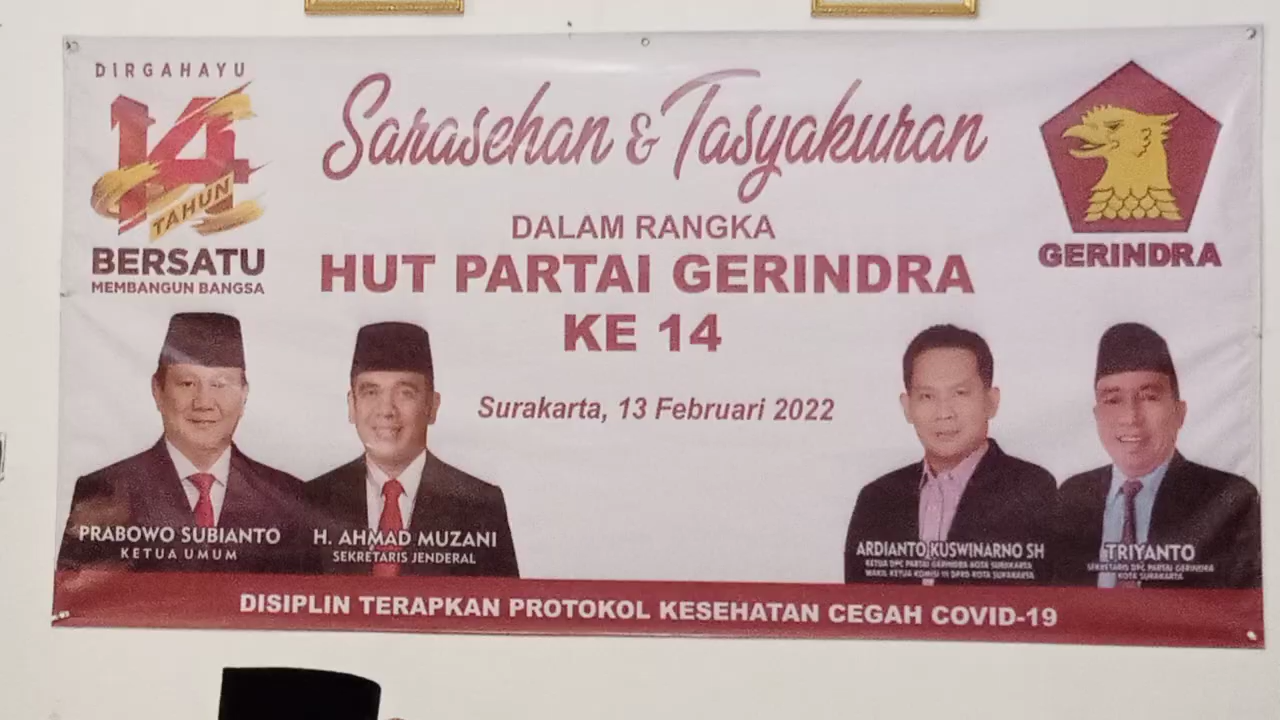 DIRGAHAYU
14
TAHUN
BERSATU
MEMBANGUN BANGSA
Sarasehan & Tasyakuran
DALAM RANGKA
HUT PARTAI GERINDRA
KE 14
Surakarta, 13 Februari 2022
GERINDRA
PRABOWO SUBIANTO
KETUA UMUM
H. AHMAD MUZANI
SEKRETARIS JENDERAL
ARDIANTO KUSWINARNO SH
KETUA DPC PARTAI GERINDRA KOTA SURAKARTA
WAKIL KETUA KOMISI III DPRD KOTA SURAKARTA
TRIYANTO
SEKRETARIS DPC PARTAI GERINDRA
KOTA SURAKARTA
DISIPLIN TERAPKAN PROTOKOL KESEHATAN CEGAH COVID-19